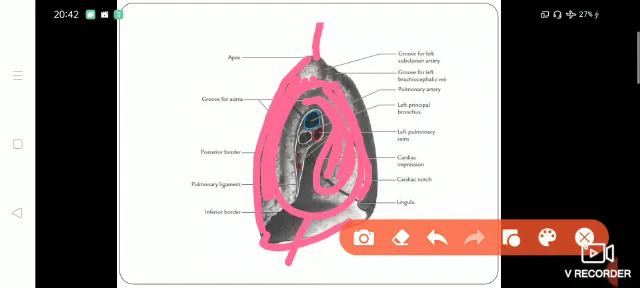 20:42
27%
Apex
Groove for aorta
Posterior border
Pulmonary ligament
Inferior border
Groove for left
subclavian artery
Groove for left
brachiocephalic vein
Pulmonary artery
Left principal
bronchus
Left pulmonary
veins
Cardiac
impression
Cardiac notch
Lingula
V RECORDER